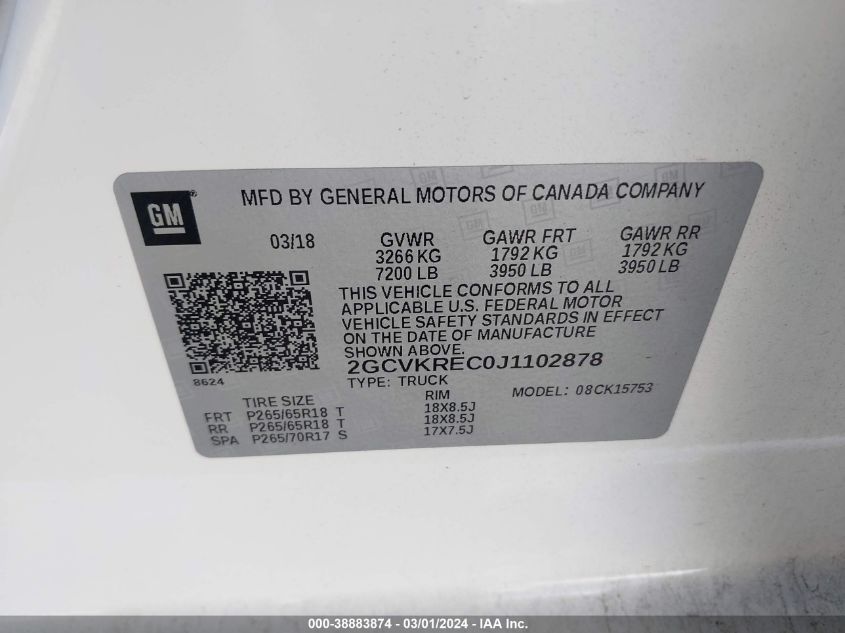 GM
MFD BY GENERAL MOTORS OF CANADA COMPANY
03/18 GVWR GAWR FRT GAWR RR
3266 KG 1792 KG 1792 KG
7200 LB 3950 LB 3950 LB
THIS VEHICLE CONFORMS TO ALL
APPLICABLE U.S. FEDERAL MOTOR
VEHICLE SAFETY STANDARDS IN EFFECT
ON THE DATE OF MANUFACTURE
SHOWN ABOVE.
2GCVKREC0J1102878
8624
TYPE: TRUCK MODEL: 08CK15753
TIRE SIZE RIM
FRT P265/65R18 T 18X8.5J
RR P265/65R18 T 18X8.5J
SPA P265/70R17 S 17X7.5J
000-38883874 - 03/01/2024 - IAA Inc.